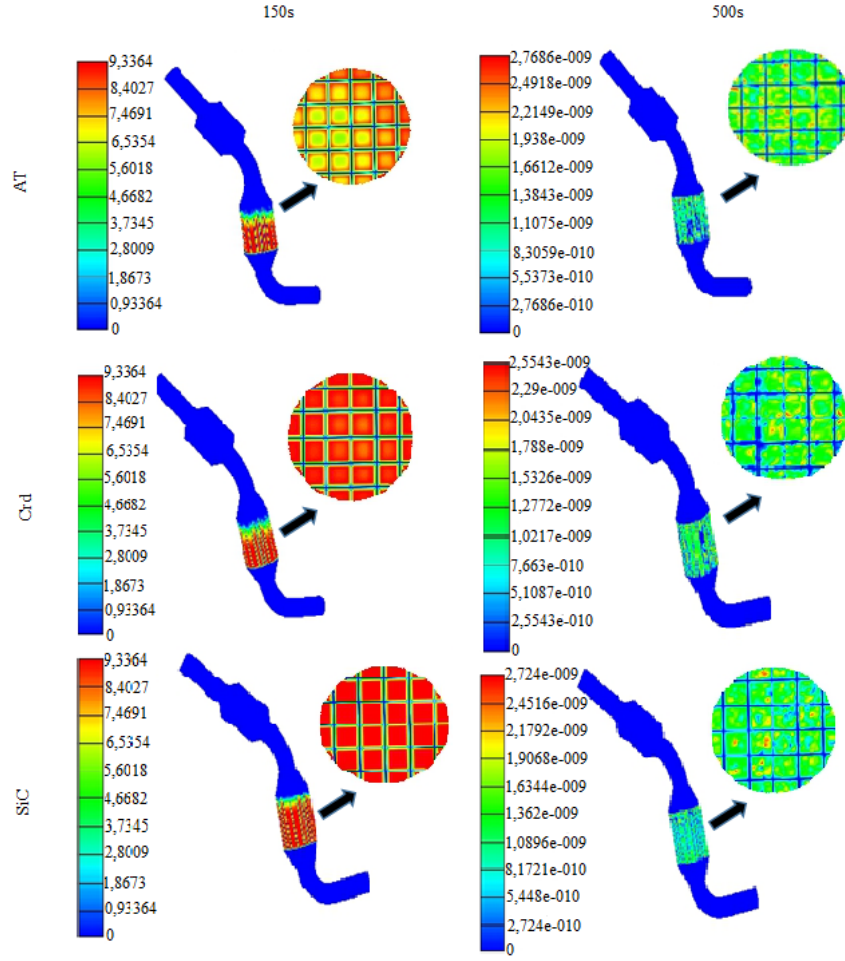 150s
500s
AT
9,3364
8,4027
7,4691
6,5354
5,6018
4,6682
3,7345
2,8009
1,8673
0,93364
0
2,7686e-009
2,4918e-009
2,2149e-009
1,938e-009
1,6612e-009
1,3843e-009
1,1075e-009
8,3059e-010
5,5373e-010
2,7686e-010
0
Crd
9,3364
8,4027
7,4691
6,5354
5,6018
4,6682
3,7345
2,8009
1,8673
0,93364
0
2,5543e-009
2,29e-009
2,0435e-009
1,788e-009
1,5326e-009
1,2772e-009
1,0217e-009
7,663e-010
5,1087e-010
2,5543e-010
0
SiC
9,3364
8,4027
7,4691
6,5354
5,6018
4,6682
3,7345
2,8009
1,8673
0,93364
0
2,724e-009
2,4516e-009
2,1792e-009
1,9068e-009
1,6344e-009
1,362e-009
1,0896e-009
8,1721e-010
5,448e-010
2,724e-010
0